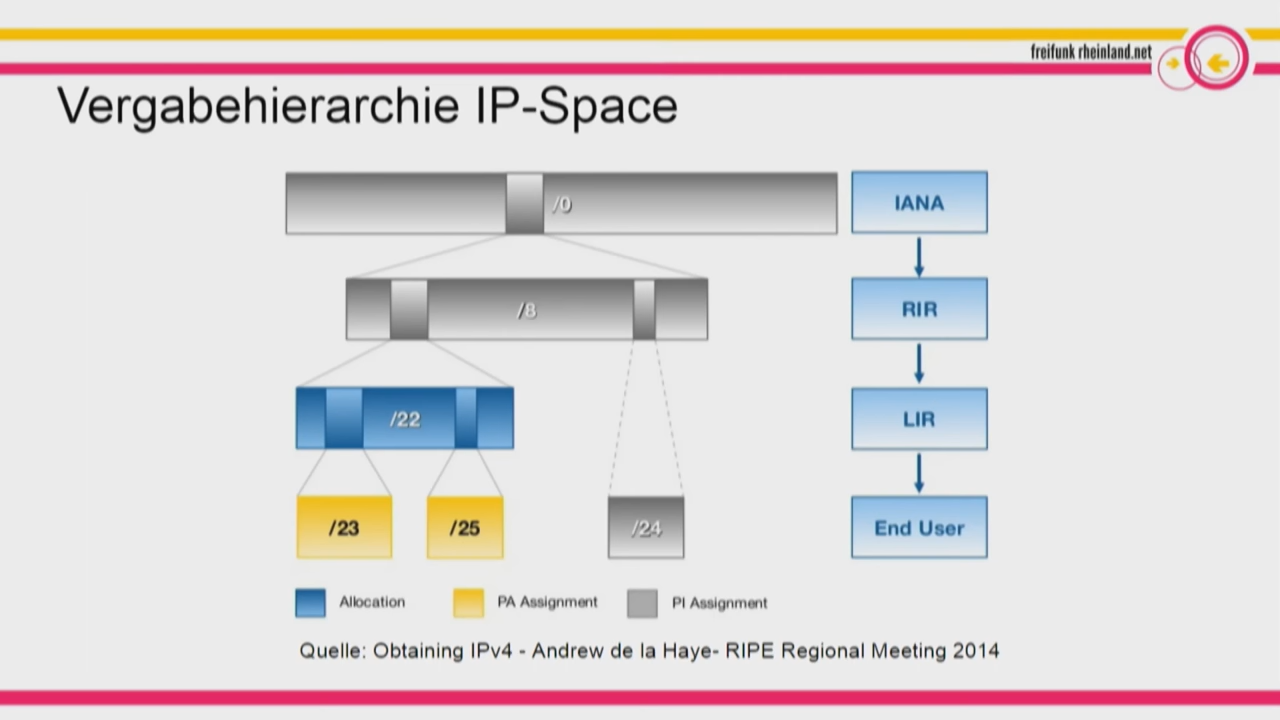 freifunk rheinland.net
Vergabehierarchie IP-Space
/0
IANA
/8
RIR
/22
LIR
/23
/25
/24
End User
Allocation
PA Assignment
PI Assignment
Quelle: Obtaining IPv4 - Andrew de la Haye- RIPE Regional Meeting 2014